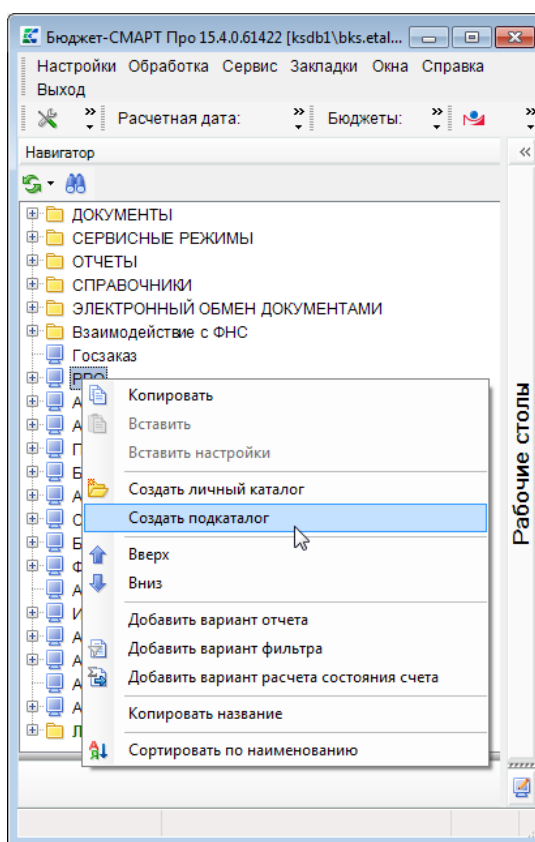 Бюджет-СМАРТ Про 15.4.0.61422 [ksdb1\bks.etal...
Настройки Обработка Сервис Закладки Окна Справка
Выход
Расчетная дата: Бюджеты:
Навигатор
ДОКУМЕНТЫ
СЕРВИСНЫЕ РЕЖИМЫ
ОТЧЕТЫ
СПРАВОЧНИКИ
ЭЛЕКТРОННЫЙ ОБМЕН ДОКУМЕНТАМИ
Взаимодействие с ФНС
Госзаказ
PRO
Копировать
Вставить
Вставить настройки
Создать личный каталог
Создать подкаталог
Вверх
Вниз
Добавить вариант отчета
Добавить вариант фильтра
Добавить вариант расчета состояния счета
Копировать название
Сортировать по наименованию
Рабочие столы